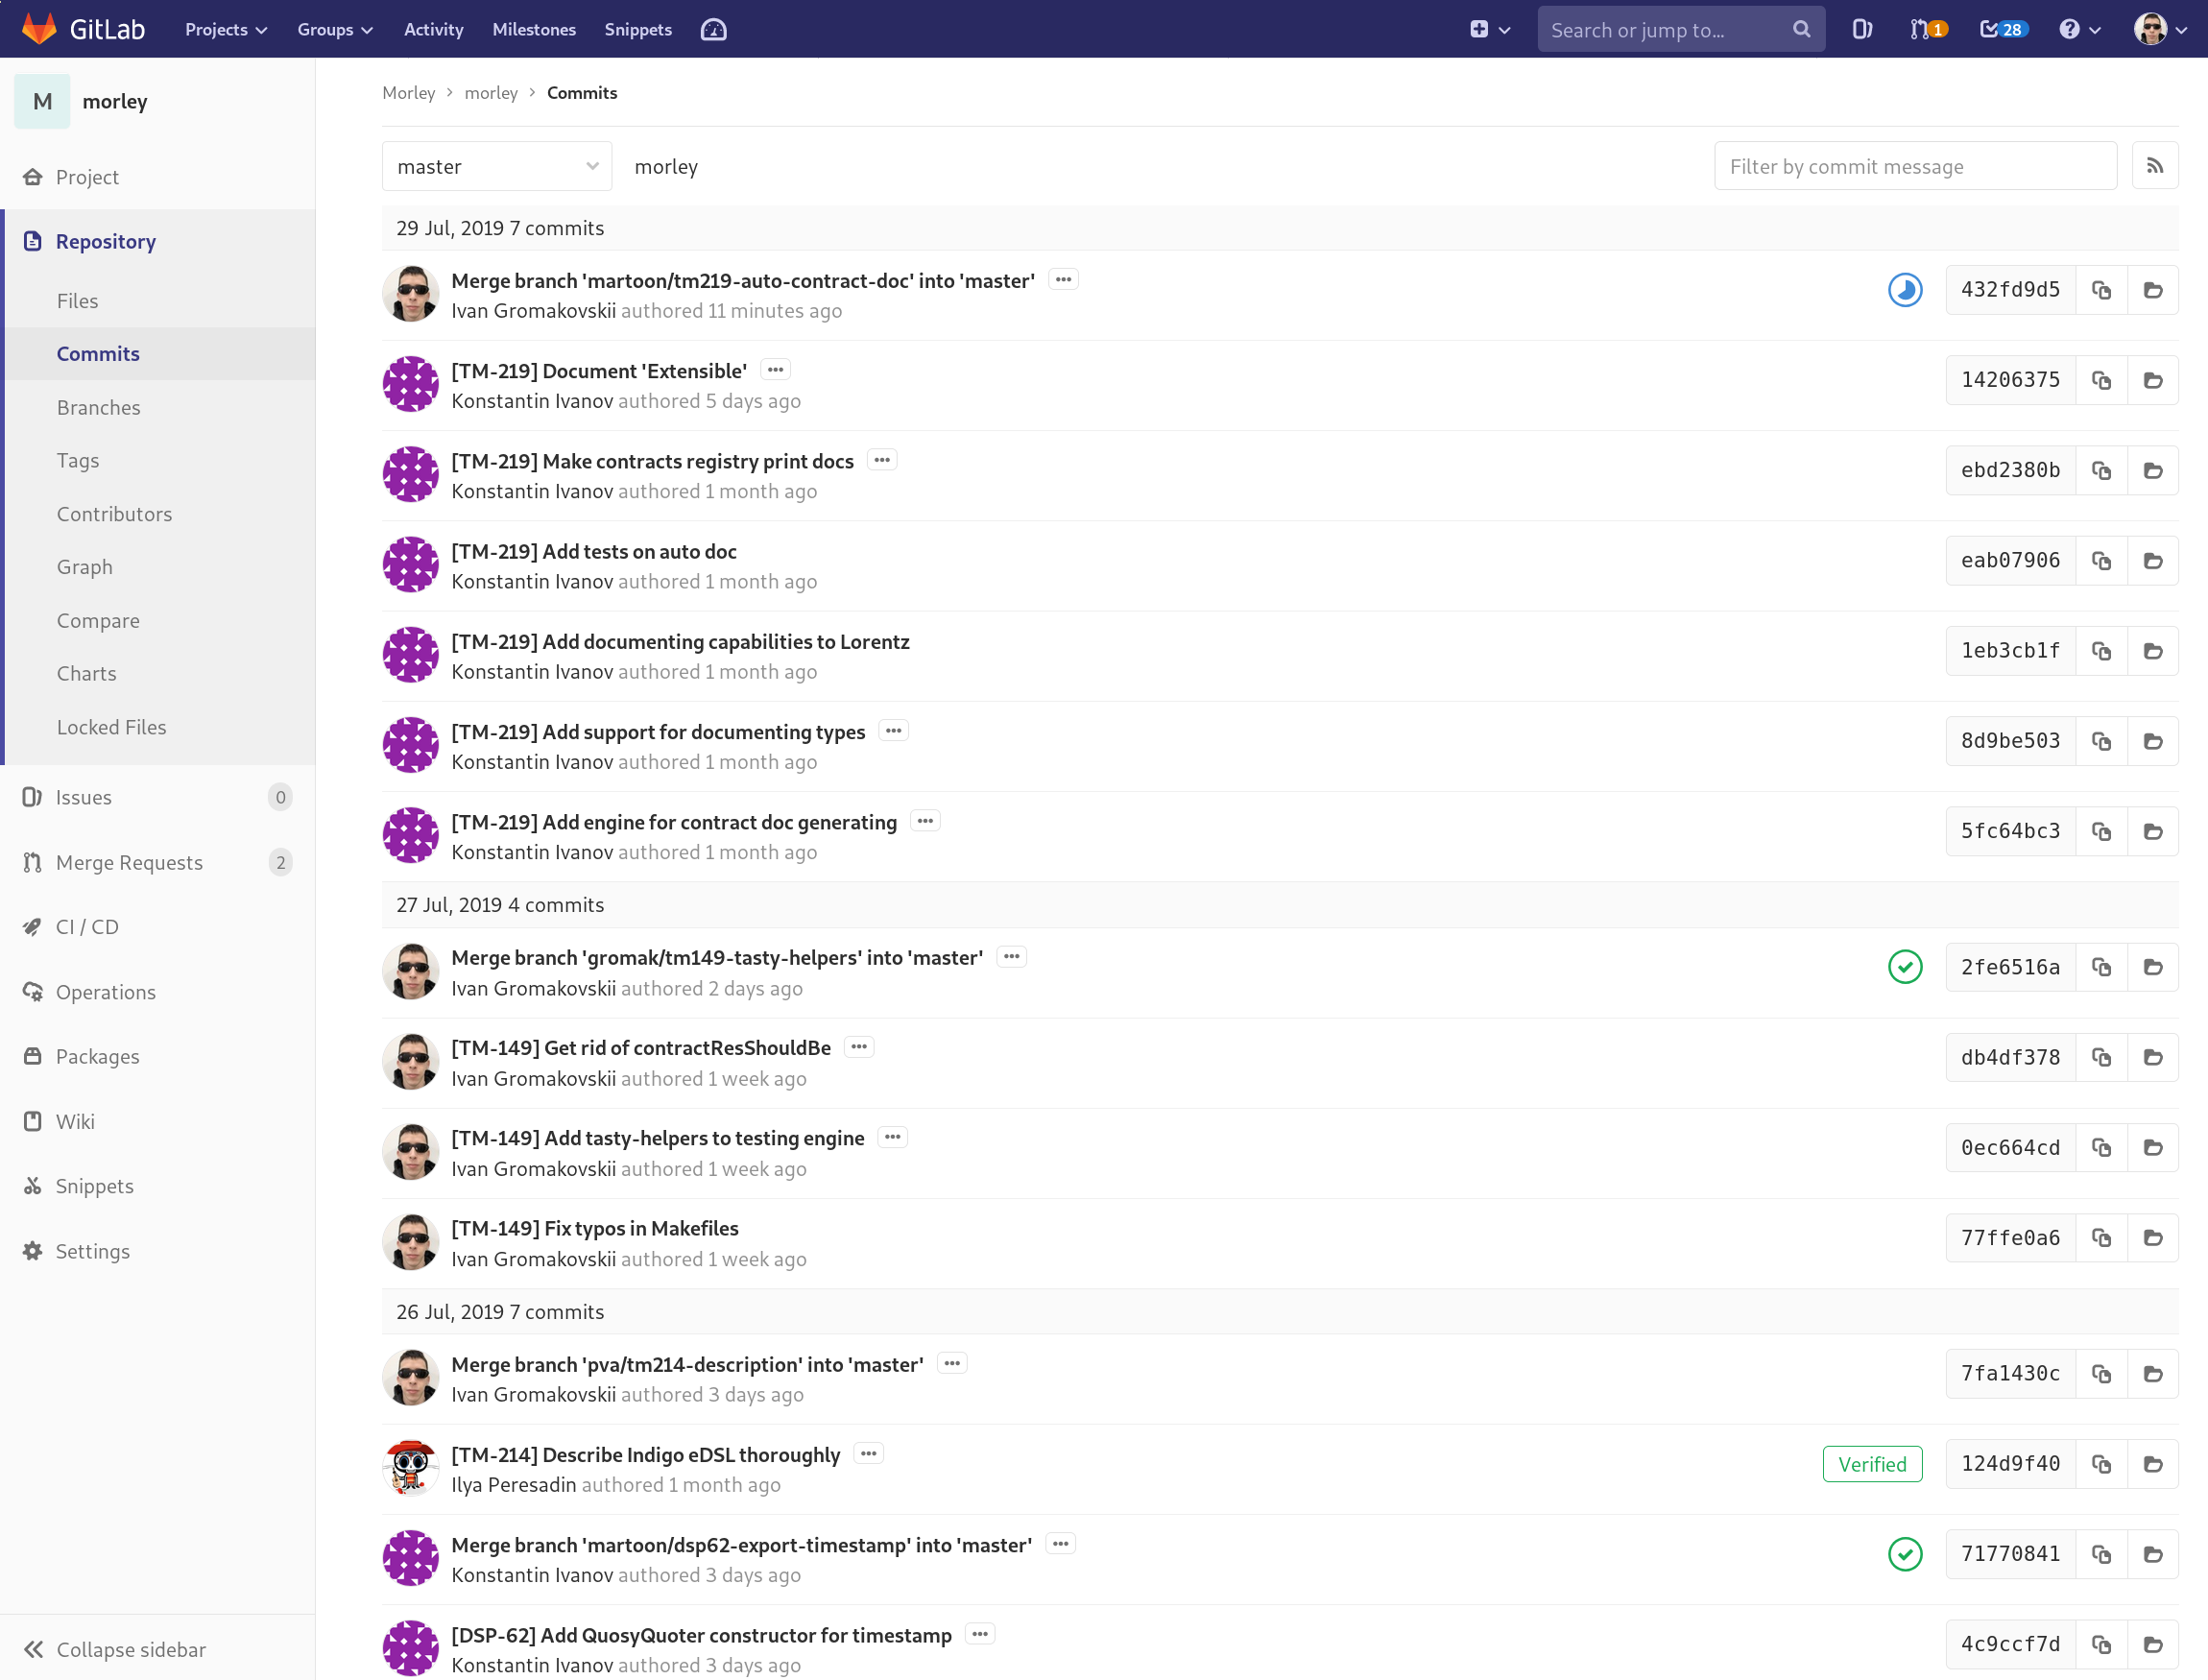 GitLab Projects Groups Activity Milestones Snippets Search or jump to... 1 28
M morley
Project
Repository
Files
Commits
Branches
Tags
Contributors
Graph
Compare
Charts
Locked Files
Issues 0
Merge Requests 2
CI / CD
Operations
Packages
Wiki
Snippets
Settings
Collapse sidebar
Morley > morley > Commits
master morley Filter by commit message
29 Jul, 2019 7 commits
Merge branch 'martoon/tm219-auto-contract-doc' into 'master' ... 432fd9d5
Ivan Gromakovskii authored 11 minutes ago
[TM-219] Document 'Extensible' ... 14206375
Konstantin Ivanov authored 5 days ago
[TM-219] Make contracts registry print docs ... ebd2380b
Konstantin Ivanov authored 1 month ago
[TM-219] Add tests on auto doc eab07906
Konstantin Ivanov authored 1 month ago
[TM-219] Add documenting capabilities to Lorentz 1eb3cb1f
Konstantin Ivanov authored 1 month ago
[TM-219] Add support for documenting types ... 8d9be503
Konstantin Ivanov authored 1 month ago
[TM-219] Add engine for contract doc generating ... 5fc64bc3
Konstantin Ivanov authored 1 month ago
27 Jul, 2019 4 commits
Merge branch 'gromak/tm149-tasty-helpers' into 'master' ... 2fe6516a
Ivan Gromakovskii authored 2 days ago
[TM-149] Get rid of contractResShouldBe ... db4df378
Ivan Gromakovskii authored 1 week ago
[TM-149] Add tasty-helpers to testing engine ... 0ec664cd
Ivan Gromakovskii authored 1 week ago
[TM-149] Fix typos in Makefiles 77ffe0a6
Ivan Gromakovskii authored 1 week ago
26 Jul, 2019 7 commits
Merge branch 'pva/tm214-description' into 'master' ... 7fa1430c
Ivan Gromakovskii authored 3 days ago
[TM-214] Describe Indigo eDSL thoroughly ... Verified 124d9f40
Ilya Peresadin authored 1 month ago
Merge branch 'martoon/dsp62-export-timestamp' into 'master' ... 71770841
Konstantin Ivanov authored 3 days ago
[DSP-62] Add QuosyQuoter constructor for timestamp ... 4c9ccf7d
Konstantin Ivanov authored 3 days ago